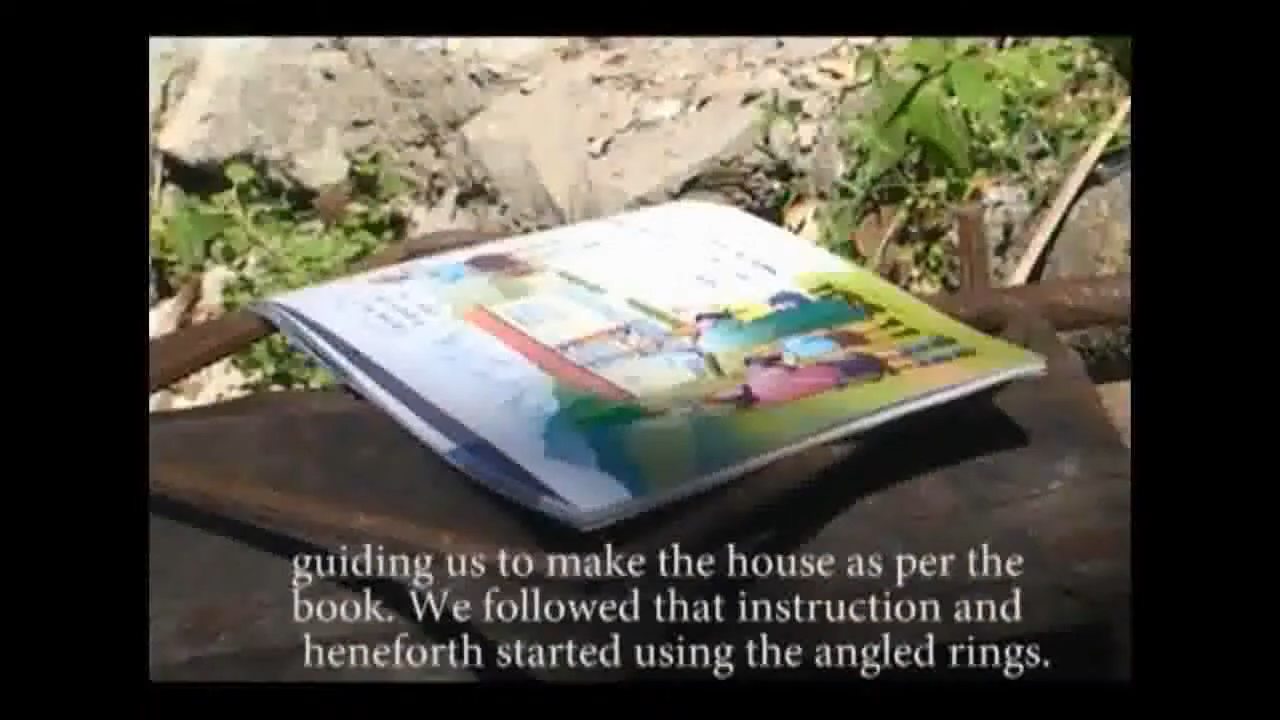 guiding us to make the house as per the
book. We followed that instruction and
heneforth started using the angled rings.